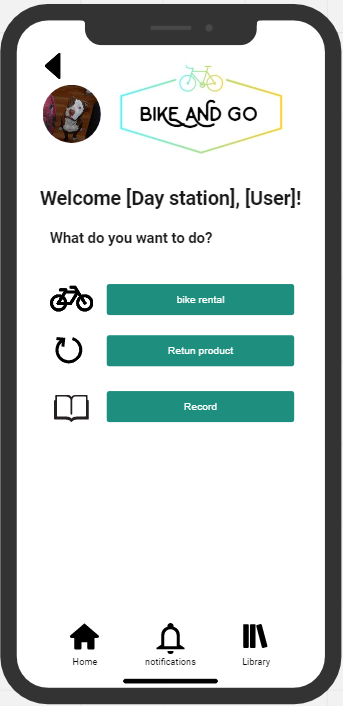 BIKE AND GO
Welcome [Day station], [User]!
What do you want to do?
bike rental
Retun product
Record
Home
notifications
Library